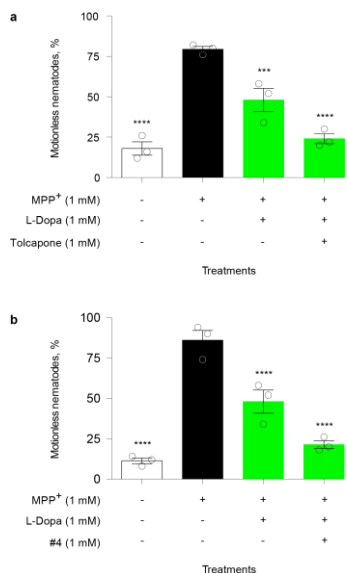 a
Motionless nematodes, %
75
50
25
0
****
***
****
MPP+ (1 mM) - + + +
L-Dopa (1 mM) - - + +
Tolcapone (1 mM) - - - +
Treatments
b
Motionless nematodes, %
100
75
50
25
0
****
****
****
MPP+ (1 mM) - + + +
L-Dopa (1 mM) - - + +
#4 (1 mM) - - - +
Treatments